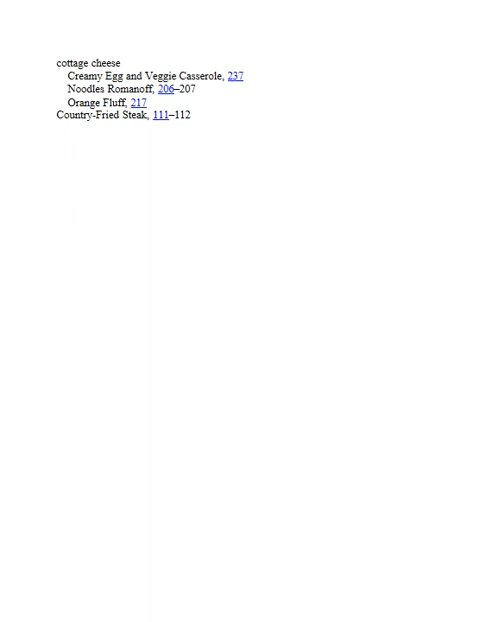 cottage cheese
Creamy Egg and Veggie Casserole, 237
Noodles Romanoff, 206–207
Orange Fluff, 217
Country-Fried Steak, 111–112